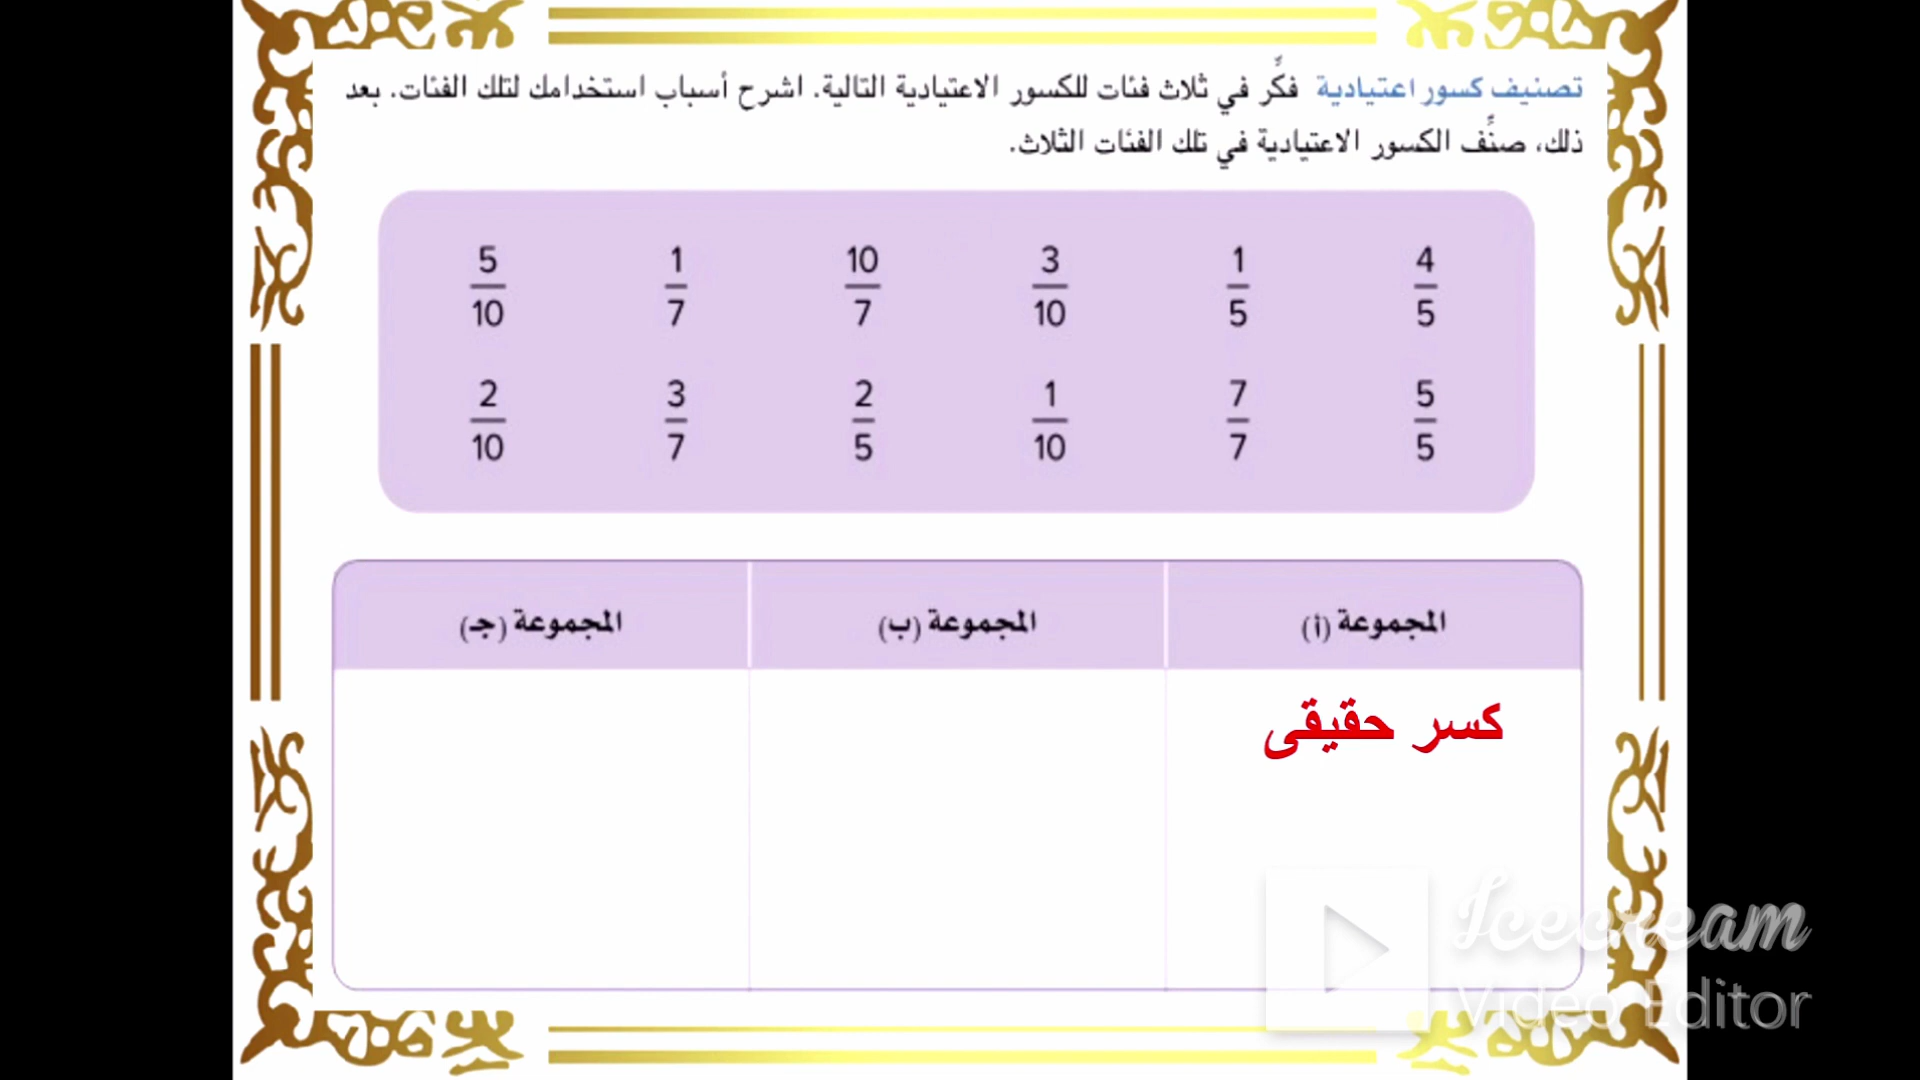 تصنيف كسور اعتيادية فكِّر في ثلاث فئات للكسور الاعتيادية التالية. اشرح أسباب استخدامك لتلك الفئات. بعد
ذلك، صنِّف الكسور الاعتيادية في تلك الفئات الثلاث.
4/5 1/5 3/10 10/7 1/7 5/10
5/5 7/7 1/10 2/5 3/7 2/10
المجموعة (أ) المجموعة (ب) المجموعة (جـ)
كسر حقيقى
Icecream
Video Editor